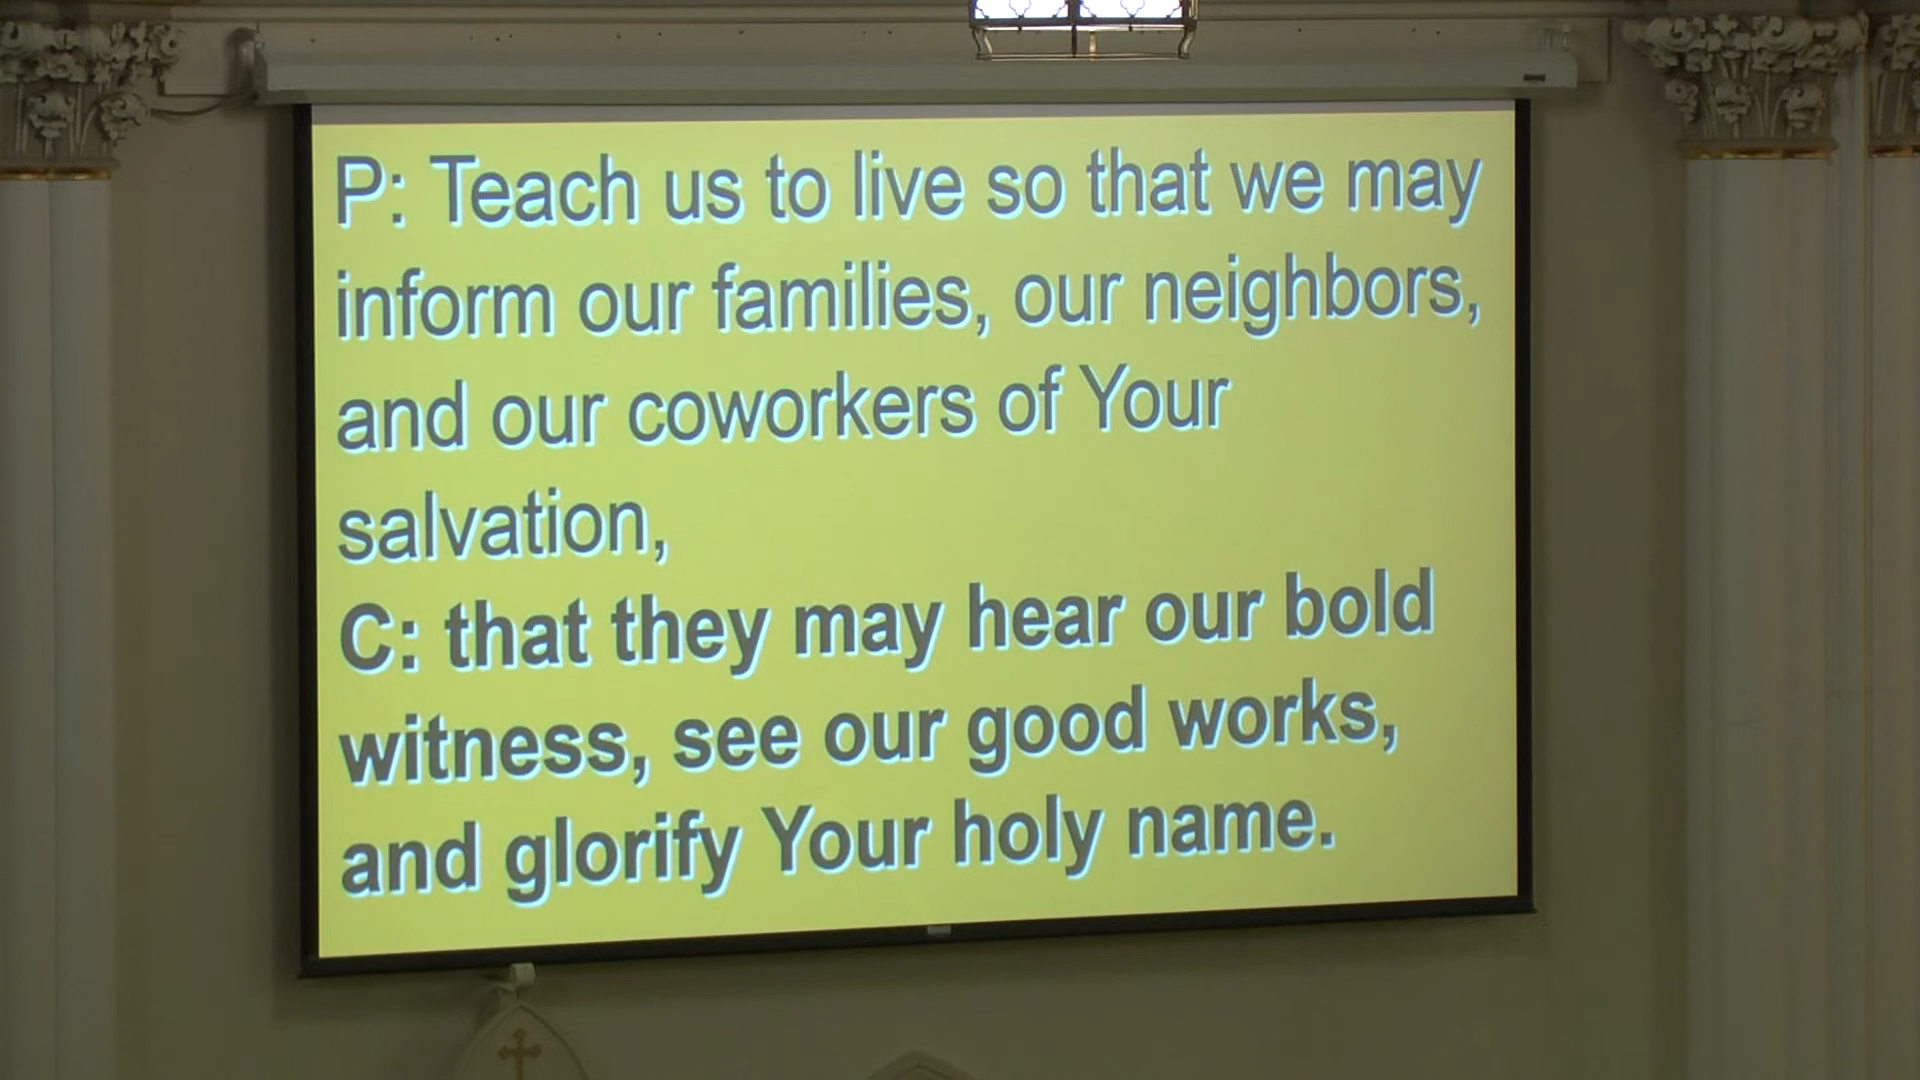 P: Teach us to live so that we may
inform our families, our neighbors,
and our coworkers of Your
salvation,
C: that they may hear our bold
witness, see our good works,
and glorify Your holy name.